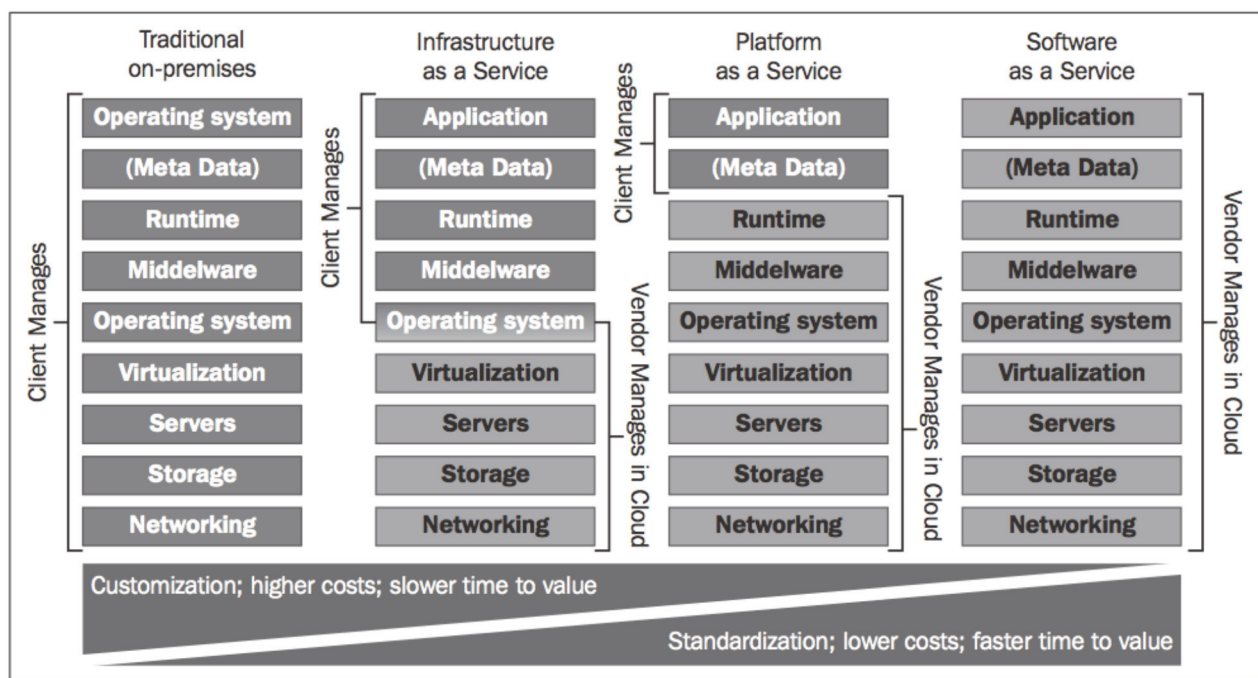 Traditional
on-premises
Infrastructure
as a Service
Platform
as a Service
Software
as a Service
Client Manages
Operating system
(Meta Data)
Runtime
Middelware
Operating system
Virtualization
Servers
Storage
Networking
Client Manages
Application
(Meta Data)
Runtime
Middelware
Operating system
Virtualization
Servers
Storage
Networking
Vendor Manages in Cloud
Client Manages
Application
(Meta Data)
Runtime
Middelware
Operating system
Virtualization
Servers
Storage
Networking
Vendor Manages in Cloud
Application
(Meta Data)
Runtime
Middelware
Operating system
Virtualization
Servers
Storage
Networking
Vendor Manages in Cloud
Customization; higher costs; slower time to value
Standardization; lower costs; faster time to value